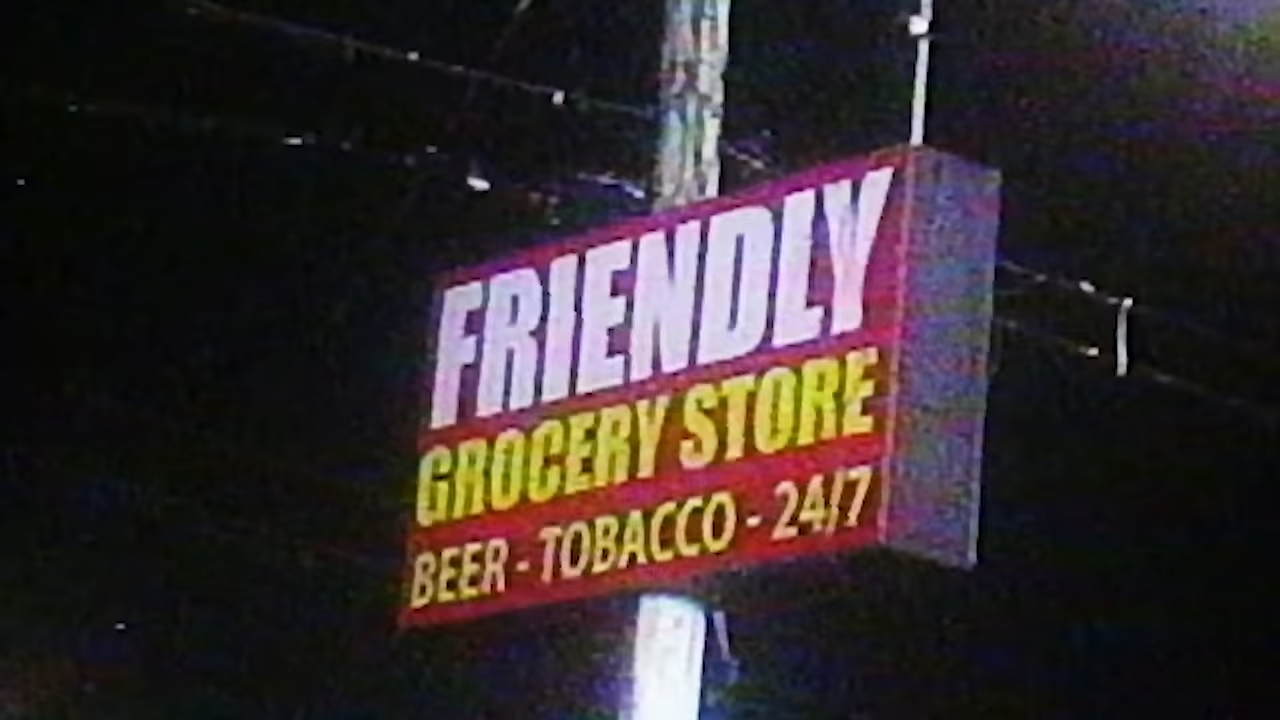 FRIENDLY
GROCERY STORE
BEER - TOBACCO - 24/7